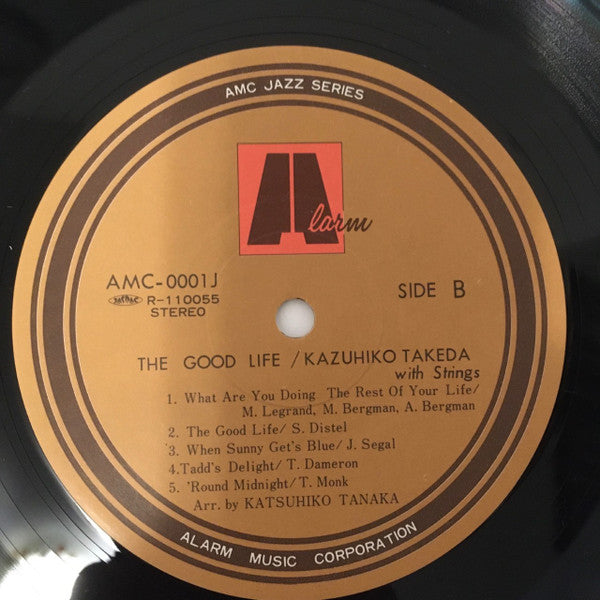 AMC JAZZ SERIES
Alarm
AMC-0001J
SIDE B
R-110055
STEREO
THE GOOD LIFE / KAZUHIKO TAKEDA
with Strings
1. What Are You Doing The Rest Of Your Life/
M. Legrand, M. Bergman, A. Bergman
2. The Good Life/ S. Distel
3. When Sunny Get's Blue/ J. Segal
4.Tadd's Delight/ T. Dameron
5. 'Round Midnight/ T. Monk
Arr. by KATSUHIKO TANAKA
ALARM MUSIC CORPORATION